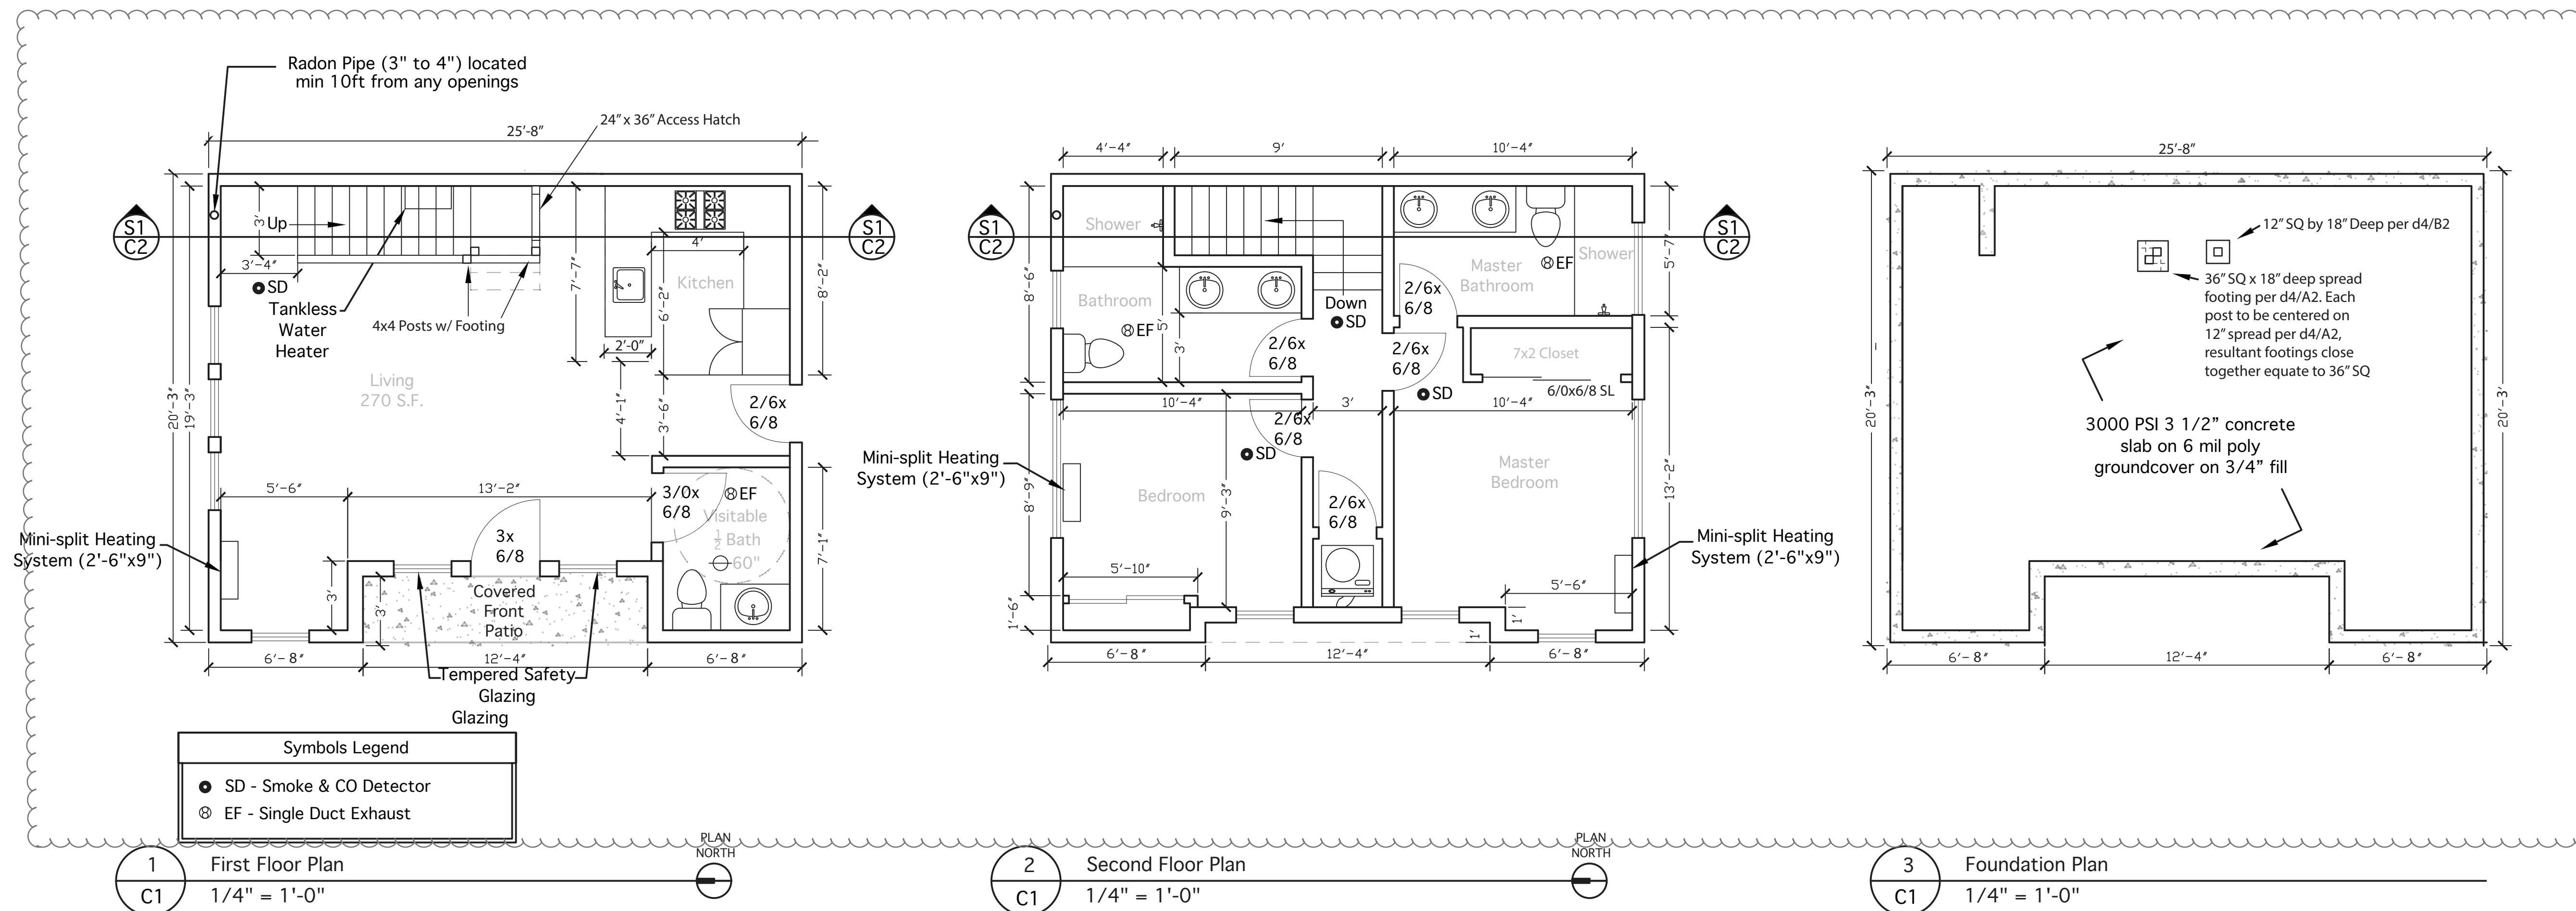 Radon Pipe (3" to 4") located
min 10ft from any openings
24" x 36" Access Hatch
25'-8"
S1
C2
S1
C2
Up
3'
3'-4"
SD
Tankless
Water
Heater
4x4 Posts w/ Footing
7'-7"
4'
Kitchen
6'-2"
8'-2"
2'-0"
Living
270 S.F.
20'-3"
19'-3"
4'-1"
3'-6"
2/6x
6/8
5'-6"
13'-2"
3/0x
6/8
EF
Visitable
½ Bath
60"
7'-1"
Mini-split Heating
System (2'-6"x9")
3x
6/8
3'
3'
Covered
Front
Patio
6'-8"
12'-4"
6'-8"
Tempered Safety
Glazing
Glazing
Symbols Legend
SD - Smoke & CO Detector
EF - Single Duct Exhaust
1
C1
First Floor Plan
1/4" = 1'-0"
PLAN
NORTH
4'-4"
9'
10'-4"
S1
C2
S1
C2
Shower
8'-6"
Bathroom
EF
5'
3'
Down
SD
2/6x
6/8
2/6x
6/8
2/6x
6/8
Master
Bathroom
EF
Shower
5'-7"
7x2 Closet
6/0x6/8 SL
SD
10'-4"
3'
10'-4"
2/6x
6/8
SD
Mini-split Heating
System (2'-6"x9")
8'-9"
Bedroom
9'-3"
2/6x
6/8
Master
Bedroom
13'-2"
Mini-split Heating
System (2'-6"x9")
5'-10"
5'-6"
1'-6"
1'
1'
6'-8"
12'-4"
6'-8"
2
C1
Second Floor Plan
1/4" = 1'-0"
PLAN
NORTH
25'-8"
12" SQ by 18" Deep per d4/B2
36" SQ x 18" deep spread
footing per d4/A2. Each
post to be centered on
12" spread per d4/A2,
resultant footings close
together equate to 36" SQ
20'-3"
20'-3"
3000 PSI 3 1/2" concrete
slab on 6 mil poly
groundcover on 3/4" fill
6'-8"
12'-4"
6'-8"
3
C1
Foundation Plan
1/4" = 1'-0"